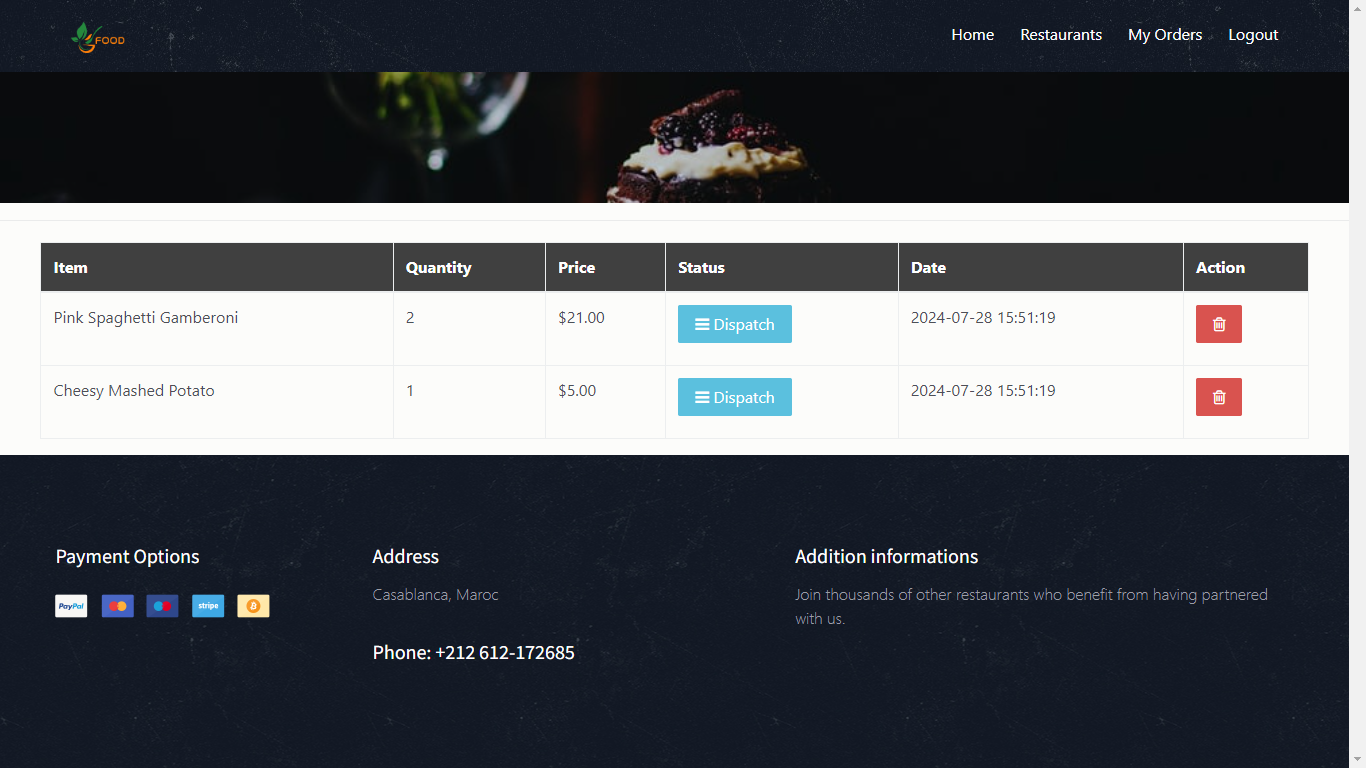 FOOD
Home Restaurants My Orders Logout
Item Quantity Price Status Date Action
Pink Spaghetti Gamberoni 2 $21.00 Dispatch 2024-07-28 15:51:19
Cheesy Mashed Potato 1 $5.00 Dispatch 2024-07-28 15:51:19
Payment Options Address Addition informations
PayPal stripe Casablanca, Maroc Join thousands of other restaurants who benefit from having partnered
with us.
Phone: +212 612-172685